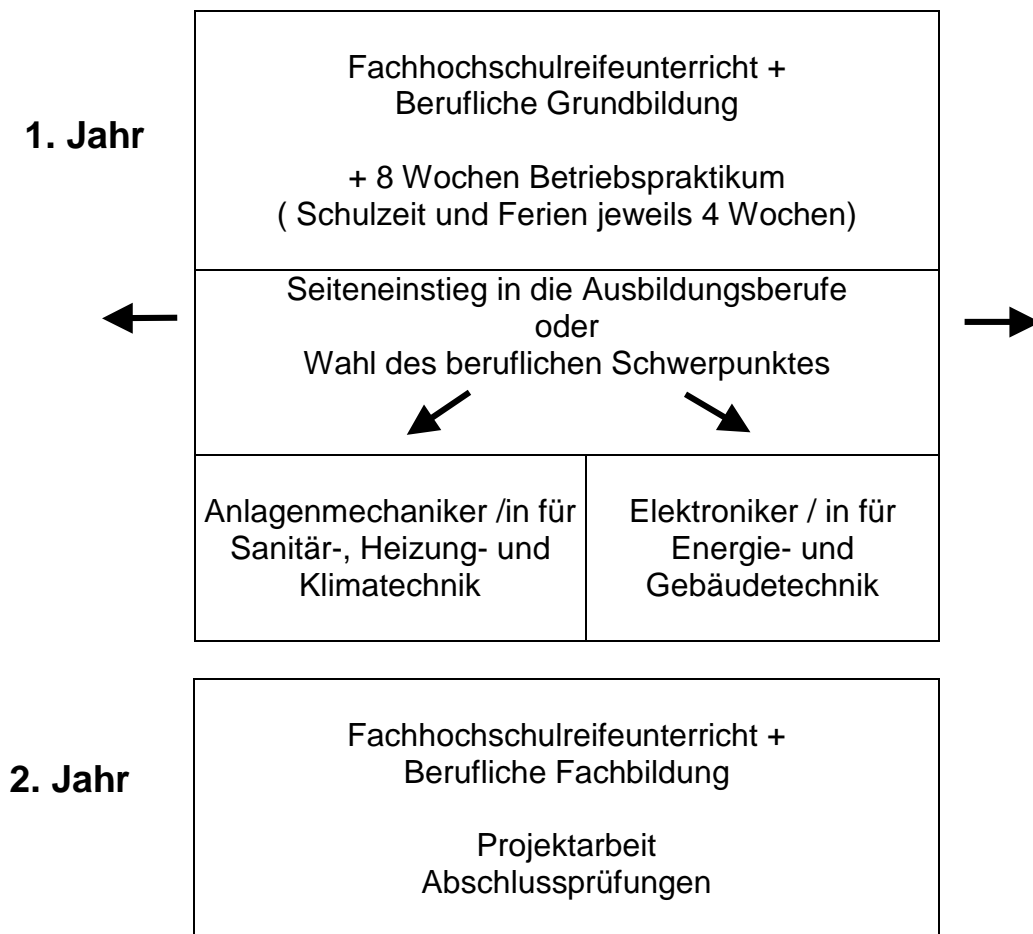 1. Jahr
Fachhochschulreifeunterricht +
Berufliche Grundbildung
+ 8 Wochen Betriebspraktikum
( Schulzeit und Ferien jeweils 4 Wochen)
Seiteneinstieg in die Ausbildungsberufe
oder
Wahl des beruflichen Schwerpunktes
Anlagenmechaniker /in für
Sanitär-, Heizung- und
Klimatechnik
Elektroniker / in für
Energie- und
Gebäudetechnik
2. Jahr
Fachhochschulreifeunterricht +
Berufliche Fachbildung
Projektarbeit
Abschlussprüfungen